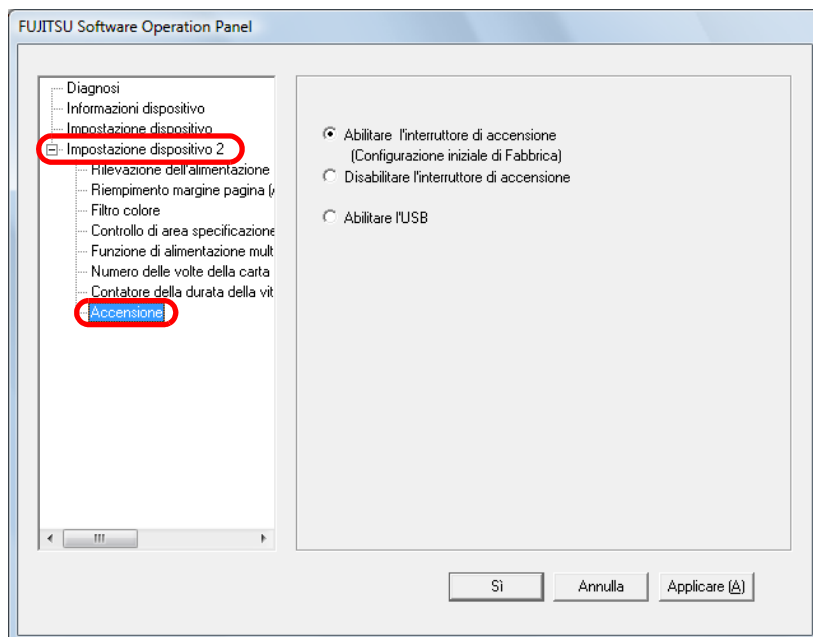 FUJITSU Software Operation Panel
Diagnosi
Informazioni dispositivo
Impostazione dispositivo
Impostazione dispositivo 2
Rilevazione dell'alimentazione
Riempimento margine pagina (
Filtro colore
Controllo di area specificazione
Funzione di alimentazione mult
Numero delle volte della carta
Contatore della durata della vit
Accensione
Abilitare l'interruttore di accensione
(Configurazione iniziale di Fabbrica)
Disabilitare l'interruttore di accensione
Abilitare l'USB
Sì
Annulla
Applicare (A)